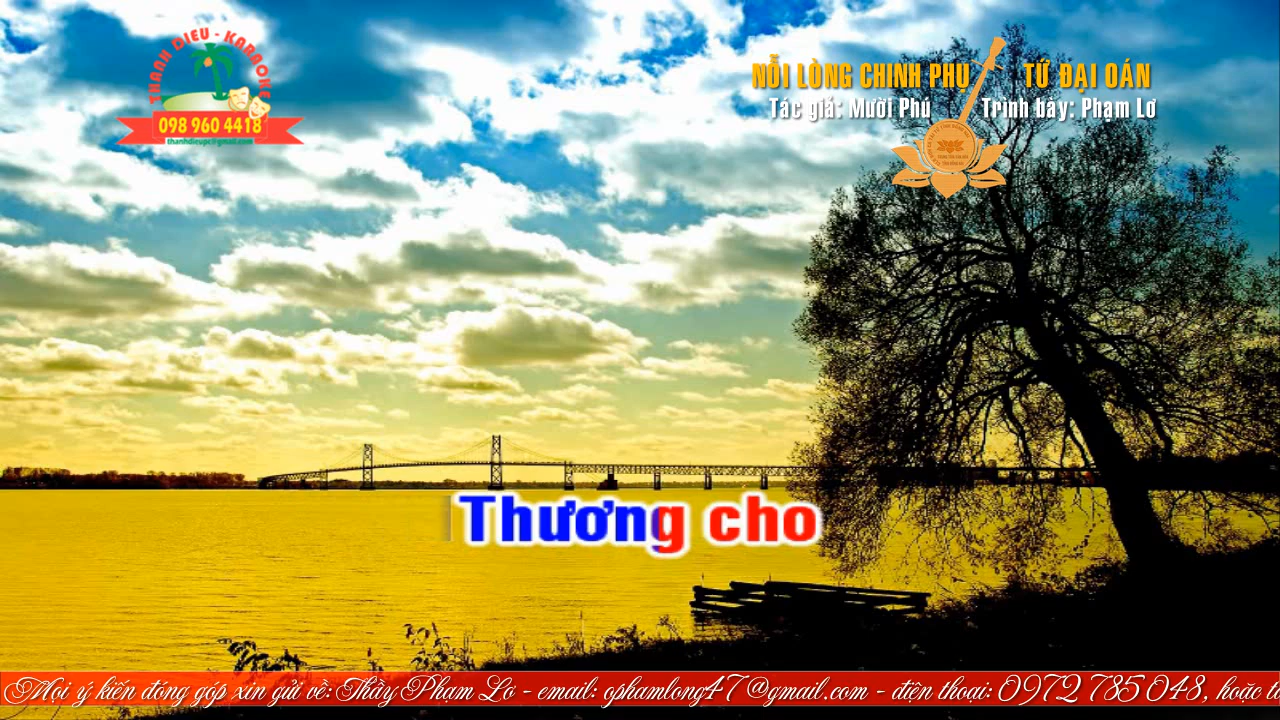 THANH DIEU - KARAOKE
098 960 4418
thanhdieupc@gmail.com
NỖI LÒNG CHINH PHỤ TỨ ĐẠI OÁN
Tác giả: Mười Phú Trình bày: Phạm Lơ
Thương cho
Mọi ý kiến đóng góp xin gửi về: Thầy Phạm Lơ - email: ophamlong47@gmail.com - điện thoại: 0972 785 048, hoặc